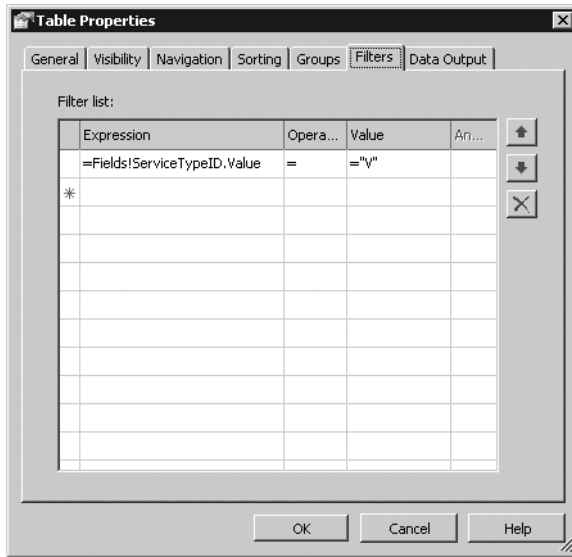 Table Properties
General Visibility Navigation Sorting Groups Filters Data Output
Filter list:
Expression Opera... Value An...
=Fields!ServiceTypeID.Value = ="V"
*
OK Cancel Help